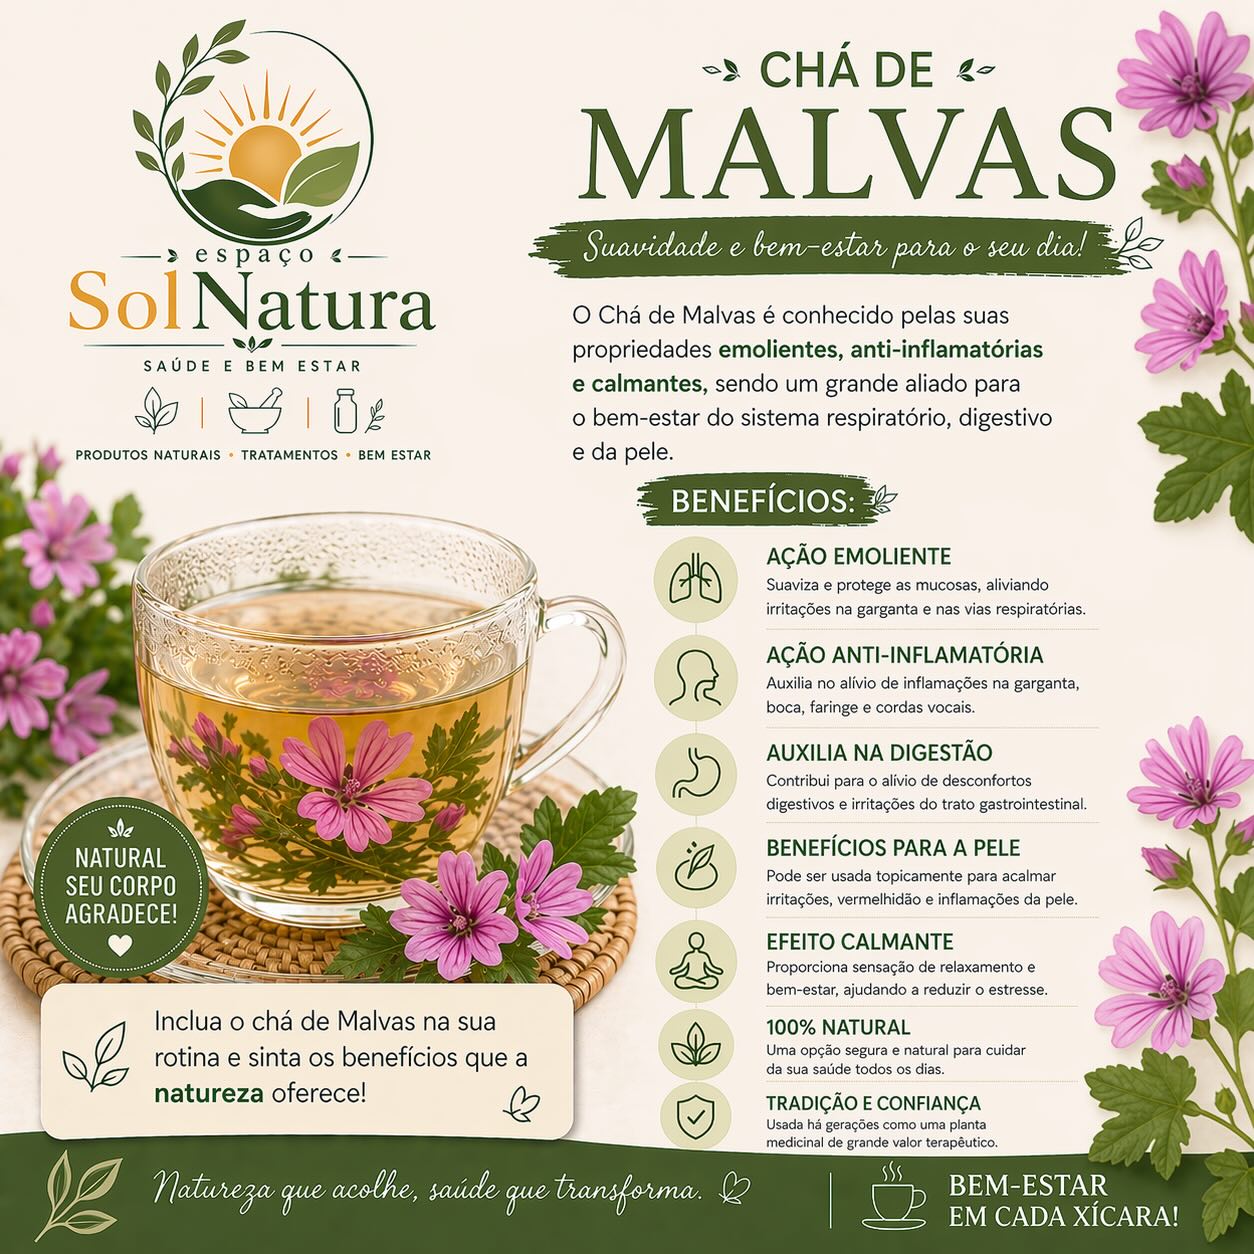 espaço
SolNatura
SAÚDE E BEM ESTAR
PRODUTOS NATURAIS • TRATAMENTOS • BEM ESTAR
CHÁ DE
MALVAS
Suavidade e bem-estar para o seu dia!
O Chá de Malvas é conhecido pelas suas
propriedades emolientes, anti-inflamatórias
e calmantes, sendo um grande aliado para
o bem-estar do sistema respiratório, digestivo
e da pele.
BENEFÍCIOS:
AÇÃO EMOLIENTE
Suaviza e protege as mucosas, aliviando
irritações na garganta e nas vias respiratórias.
AÇÃO ANTI-INFLAMATÓRIA
Auxilia no alívio de inflamações na garganta,
boca, faringe e cordas vocais.
AUXILIA NA DIGESTÃO
Contribui para o alívio de desconfortos
digestivos e irritações do trato gastrointestinal.
BENEFÍCIOS PARA A PELE
Pode ser usada topicamente para acalmar
irritações, vermelhidão e inflamações da pele.
EFEITO CALMANTE
Proporciona sensação de relaxamento e
bem-estar, ajudando a reduzir o estresse.
100% NATURAL
Uma opção segura e natural para cuidar
da sua saúde todos os dias.
TRADIÇÃO E CONFIANÇA
Usada há gerações como uma planta
medicinal de grande valor terapêutico.
NATURAL
SEU CORPO
AGRADECE!
Inclua o chá de Malvas na sua
rotina e sinta os benefícios que a
natureza oferece!
Natureza que acolhe, saúde que transforma.
BEM-ESTAR
EM CADA XÍCARA!